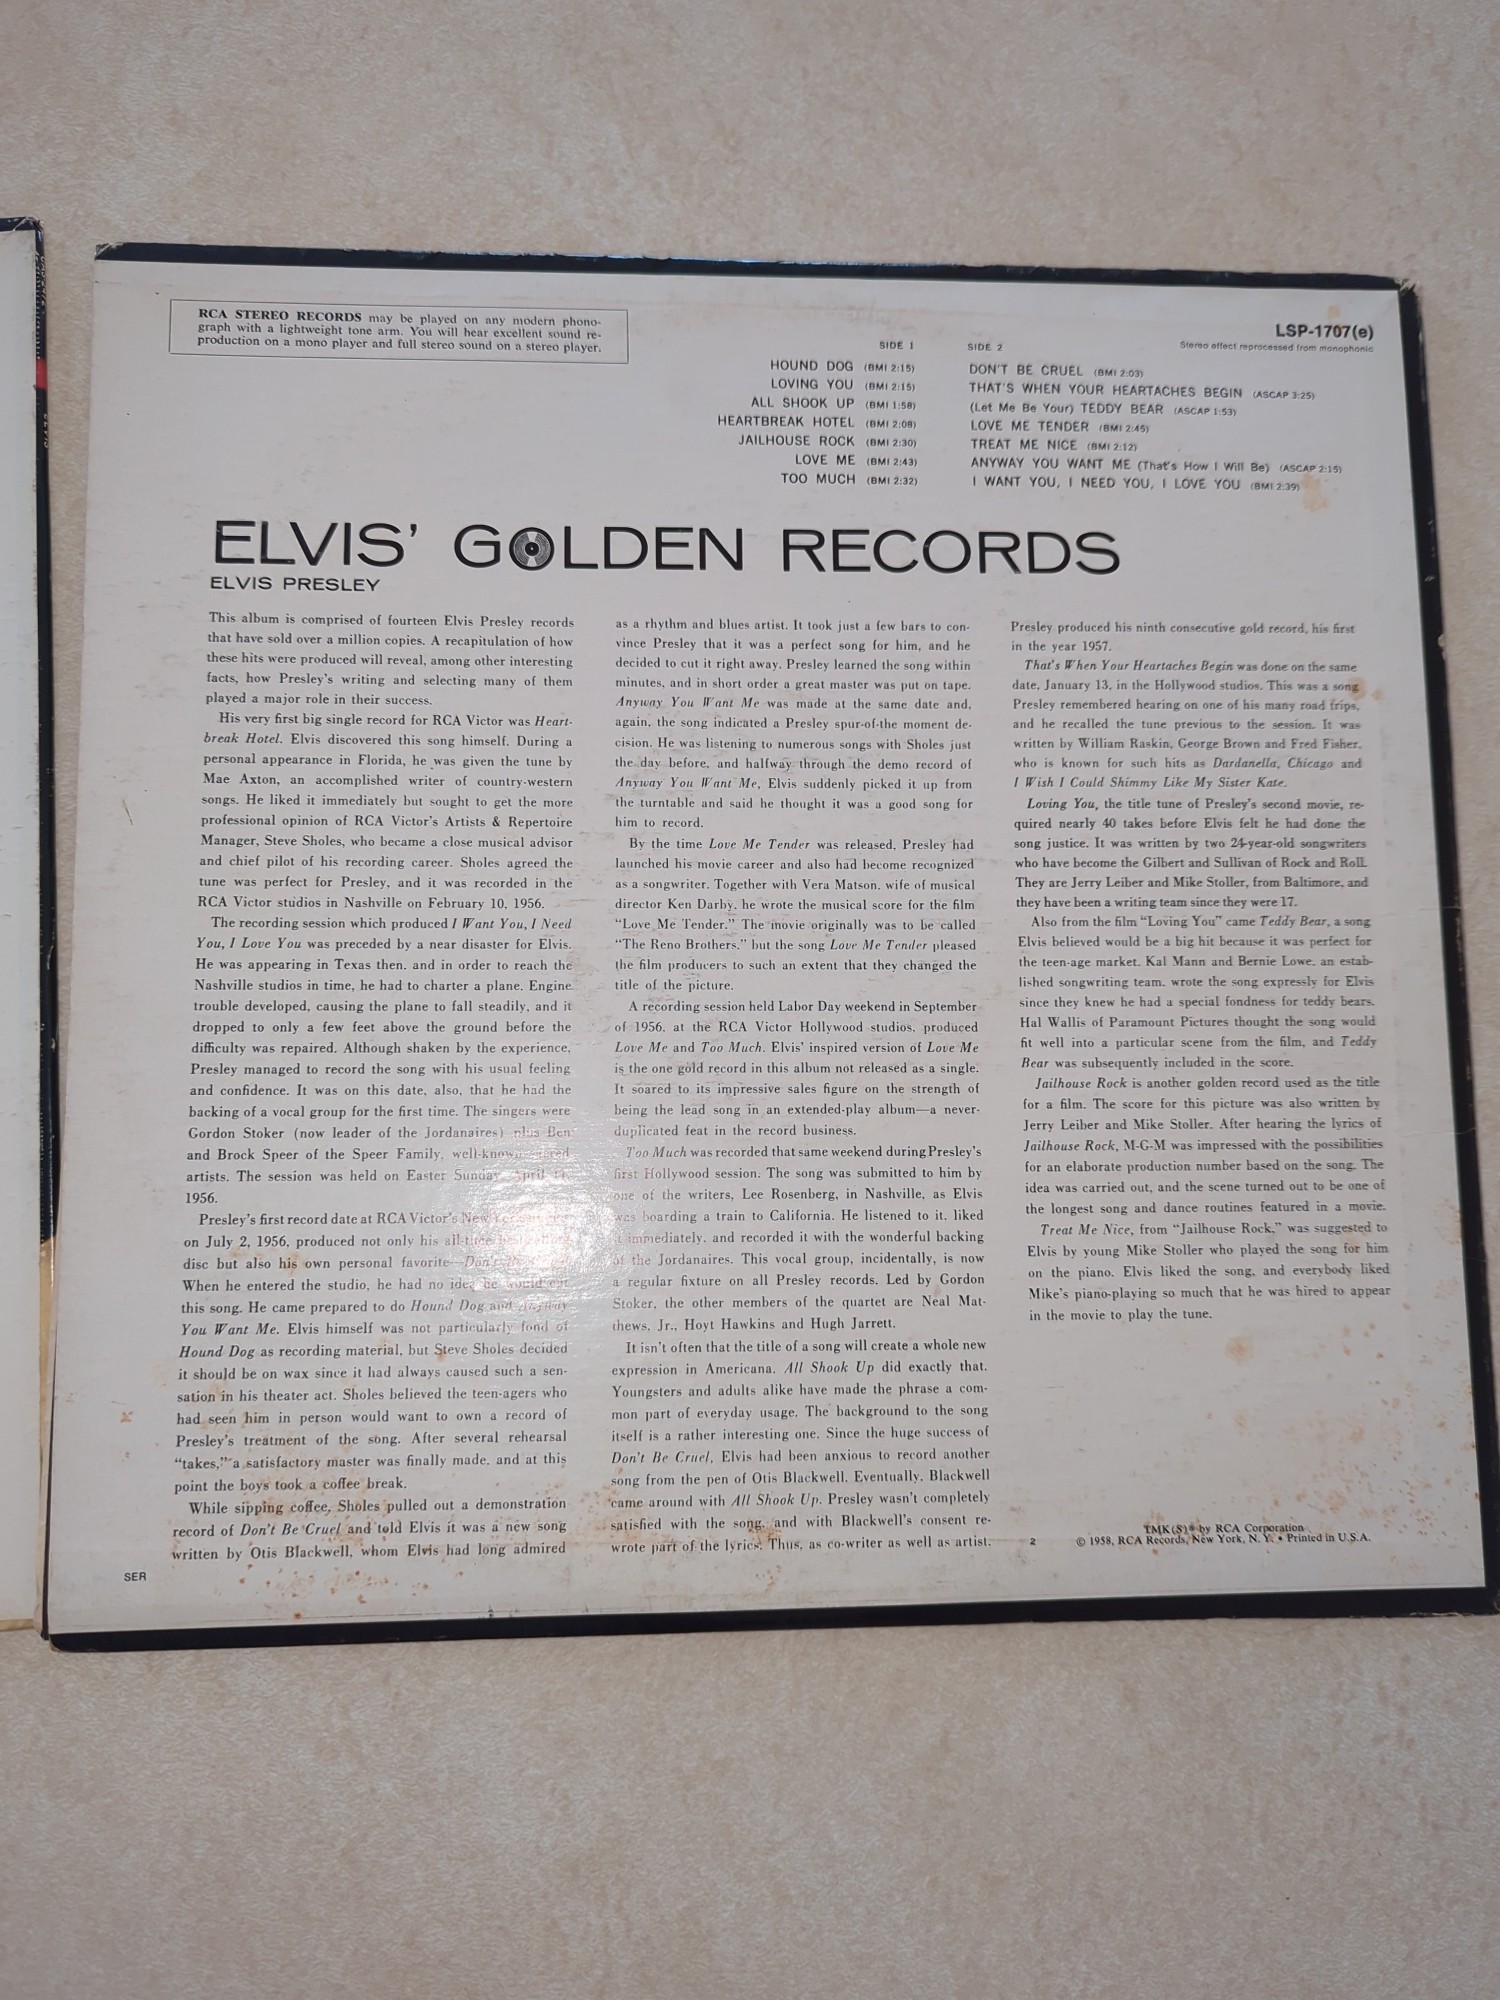 RCA STEREO RECORDS may be played on any modern phono-
graph with a lightweight tone arm. You will hear excellent sound re-
production on a mono player and full stereo sound on a stereo player.
LSP-1707(e)
Stereo effect reprocessed from monophonic
SIDE 1
HOUND DOG (BMI 2:15)
LOVING YOU (BMI 2:15)
ALL SHOOK UP (BMI 1:58)
HEARTBREAK HOTEL (BMI 2:08)
JAILHOUSE ROCK (BMI 2:30)
LOVE ME (BMI 2:43)
TOO MUCH (BMI 2:32)
SIDE 2
DON'T BE CRUEL (BMI 2:03)
THAT'S WHEN YOUR HEARTACHES BEGIN (ASCAP 3:25)
(Let Me Be Your) TEDDY BEAR (ASCAP 1:53)
LOVE ME TENDER (BMI 2:45)
TREAT ME NICE (BMI 2:12)
ANYWAY YOU WANT ME (That's How I Will Be) (ASCAP 2:15)
I WANT YOU, I NEED YOU, I LOVE YOU (BMI 2:39)
ELVIS' GOLDEN RECORDS
ELVIS PRESLEY
This album is comprised of fourteen Elvis Presley records
that have sold over a million copies. A recapitulation of how
these hits were produced will reveal, among other interesting
facts, how Presley's writing and selecting many of them
played a major role in their success.
His very first big single record for RCA Victor was Heart-
break Hotel. Elvis discovered this song himself. During a
personal appearance in Florida, he was given the tune by
Mae Axton, an accomplished writer of country-western
songs. He liked it immediately but sought to get the more
professional opinion of RCA Victor's Artists & Repertoire
Manager, Steve Sholes, who became a close musical advisor
and chief pilot of his recording career. Sholes agreed the
tune was perfect for Presley, and it was recorded in the
RCA Victor studios in Nashville on February 10, 1956.
The recording session which produced I Want You, I Need
You, I Love You was preceded by a near disaster for Elvis.
He was appearing in Texas then, and in order to reach the
Nashville studios in time, he had to charter a plane. Engine
trouble developed, causing the plane to fall steadily, and it
dropped to only a few feet above the ground before the
difficulty was repaired. Although shaken by the experience,
Presley managed to record the song with his usual feeling
and confidence. It was on this date, also, that he had the
backing of a vocal group for the first time. The singers were
Gordon Stoker (now leader of the Jordanaires) plus Ben
and Brock Speer of the Speer Family, well-known
artists. The session was held on Easter Sunday, April
1956.
Presley's first record date at RCA Victor's New
on July 2, 1956, produced not only his all-time
disc but also his own personal favorite—Don't
When he entered the studio, he had no idea he would cut
this song. He came prepared to do Hound Dog and Anyway
You Want Me. Elvis himself was not particularly fond of
Hound Dog as recording material, but Steve Sholes decided
it should be on wax since it had always caused such a sen-
sation in his theater act. Sholes believed the teen-agers who
had seen him in person would want to own a record of
Presley's treatment of the song. After several rehearsal
"takes," a satisfactory master was finally made, and at this
point the boys took a coffee break.
While sipping coffee, Sholes pulled out a demonstration
record of Don't Be Cruel and told Elvis it was a new song
written by Otis Blackwell, whom Elvis had long admired
as a rhythm and blues artist. It took just a few bars to con-
vince Presley that it was a perfect song for him, and he
decided to cut it right away. Presley learned the song within
minutes, and in short order a great master was put on tape.
Anyway You Want Me was made at the same date and,
again, the song indicated a Presley spur-of-the moment de-
cision. He was listening to numerous songs with Sholes just
the day before, and halfway through the demo record of
Anyway You Want Me, Elvis suddenly picked it up from
the turntable and said he thought it was a good song for
him to record.
By the time Love Me Tender was released, Presley had
launched his movie career and also had become recognized
as a songwriter. Together with Vera Matson, wife of musical
director Ken Darby, he wrote the musical score for the film
"Love Me Tender." The movie originally was to be called
"The Reno Brothers," but the song Love Me Tender pleased
the film producers to such an extent that they changed the
title of the picture.
A recording session held Labor Day weekend in September
of 1956, at the RCA Victor Hollywood studios, produced
Love Me and Too Much. Elvis' inspired version of Love Me
is the one gold record in this album not released as a single.
It soared to its impressive sales figure on the strength of
being the lead song in an extended-play album—a never-
duplicated feat in the record business.
Too Much was recorded that same weekend during Presley's
first Hollywood session. The song was submitted to him by
one of the writers, Lee Rosenberg, in Nashville, as Elvis
was boarding a train to California. He listened to it, liked
it immediately, and recorded it with the wonderful backing
of the Jordanaires. This vocal group, incidentally, is now
a regular fixture on all Presley records. Led by Gordon
Stoker, the other members of the quartet are Neal Mat-
thews, Jr., Hoyt Hawkins and Hugh Jarrett.
It isn't often that the title of a song will create a whole new
expression in Americana. All Shook Up did exactly that.
Youngsters and adults alike have made the phrase a com-
mon part of everyday usage. The background to the song
itself is a rather interesting one. Since the huge success of
Don't Be Cruel, Elvis had been anxious to record another
song from the pen of Otis Blackwell. Eventually, Blackwell
came around with All Shook Up. Presley wasn't completely
satisfied with the song, and with Blackwell's consent re-
wrote part of the lyrics. Thus, as co-writer as well as artist,
Presley produced his ninth consecutive gold record, his first
in the year 1957.
That's When Your Heartaches Begin was done on the same
date, January 13, in the Hollywood studios. This was a song
Presley remembered hearing on one of his many road trips,
and he recalled the tune previous to the session. It was
written by William Raskin, George Brown and Fred Fisher,
who is known for such hits as Dardanella, Chicago and
I Wish I Could Shimmy Like My Sister Kate.
Loving You, the title tune of Presley's second movie, re-
quired nearly 40 takes before Elvis felt he had done the
song justice. It was written by two 24-year-old songwriters
who have become the Gilbert and Sullivan of Rock and Roll.
They are Jerry Leiber and Mike Stoller, from Baltimore, and
they have been a writing team since they were 17.
Also from the film "Loving You" came Teddy Bear, a song
Elvis believed would be a big hit because it was perfect for
the teen-age market. Kal Mann and Bernie Lowe, an estab-
lished songwriting team, wrote the song expressly for Elvis
since they knew he had a special fondness for teddy bears.
Hal Wallis of Paramount Pictures thought the song would
fit well into a particular scene from the film, and Teddy
Bear was subsequently included in the score.
Jailhouse Rock is another golden record used as the title
for a film. The score for this picture was also written by
Jerry Leiber and Mike Stoller. After hearing the lyrics of
Jailhouse Rock, M-G-M was impressed with the possibilities
for an elaborate production number based on the song. The
idea was carried out, and the scene turned out to be one of
the longest song and dance routines featured in a movie.
Treat Me Nice, from "Jailhouse Rock," was suggested to
Elvis by young Mike Stoller who played the song for him
on the piano. Elvis liked the song, and everybody liked
Mike's piano-playing so much that he was hired to appear
in the movie to play the tune.
SER
2
TMK(S)® by RCA Corporation
© 1958, RCA Records, New York, N. Y. • Printed in U.S.A.